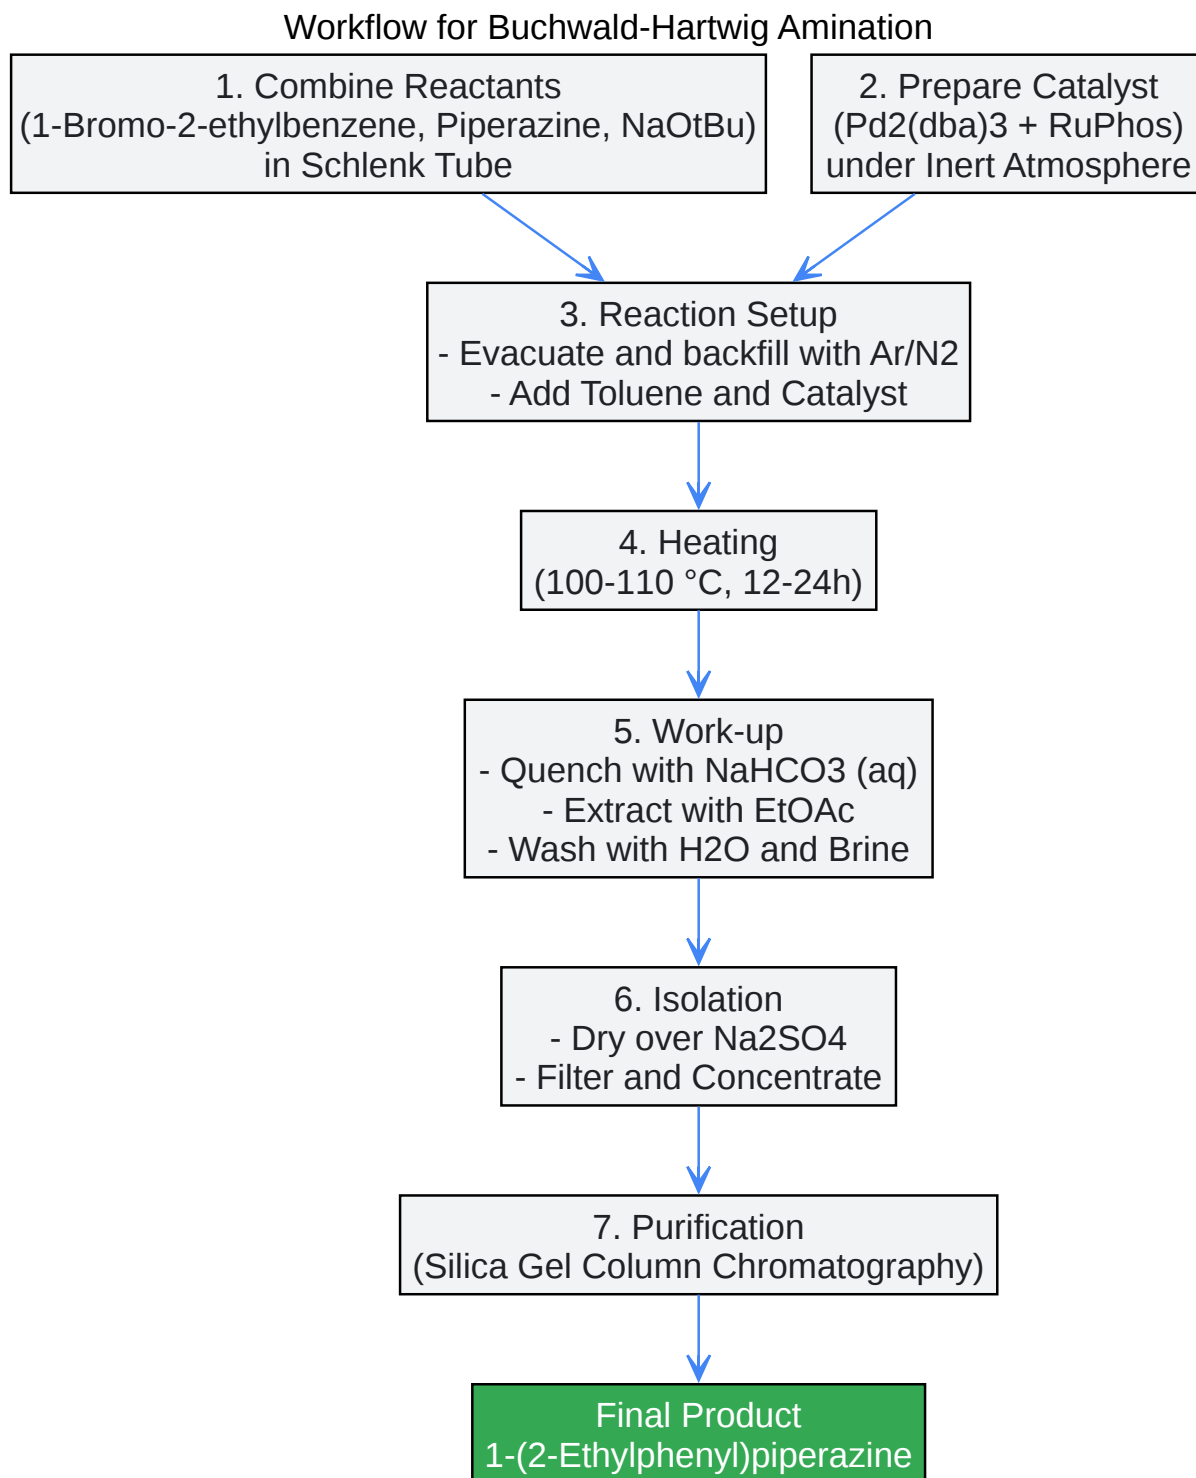 Workflow for Buchwald-Hartwig Amination
1. Combine Reactants
(1-Bromo-2-ethylbenzene, Piperazine, NaOtBu)
in Schlenk Tube
2. Prepare Catalyst
(Pd2(dba)3 + RuPhos)
under Inert Atmosphere
3. Reaction Setup
- Evacuate and backfill with Ar/N2
- Add Toluene and Catalyst
4. Heating
(100-110 °C, 12-24h)
5. Work-up
- Quench with NaHCO3 (aq)
- Extract with EtOAc
- Wash with H2O and Brine
6. Isolation
- Dry over Na2SO4
- Filter and Concentrate
7. Purification
(Silica Gel Column Chromatography)
Final Product
1-(2-Ethylphenyl)piperazine